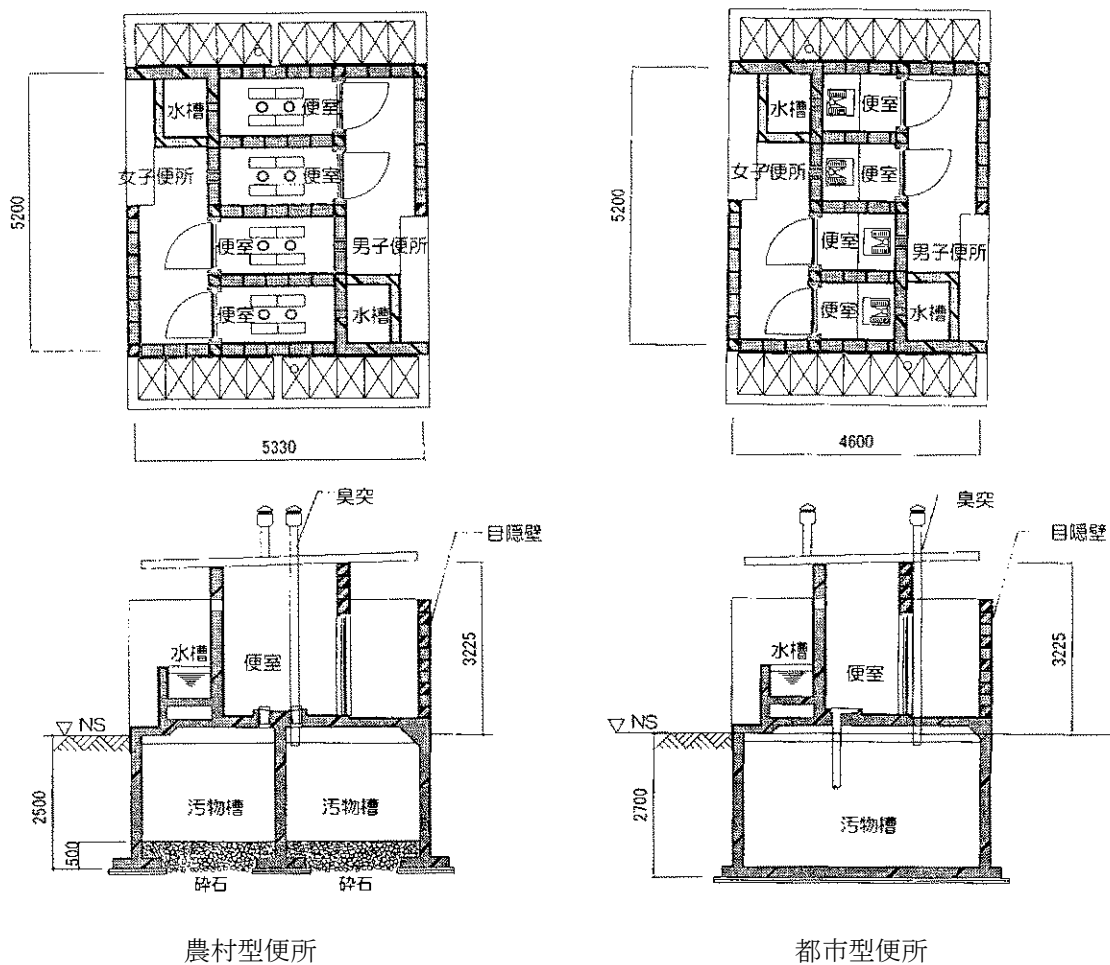 水槽
便室
便室
女子便所
便室
男子便所
便室
水槽
5200
5330
水槽
便室
便室
女子便所
便室
男子便所
便室
水槽
5200
4600
臭突
目隠壁
水槽
便室
3225
NS
汚物槽
汚物槽
2500
500
砕石
砕石
臭突
目隠壁
水槽
便室
3225
NS
2700
汚物槽
農村型便所
都市型便所